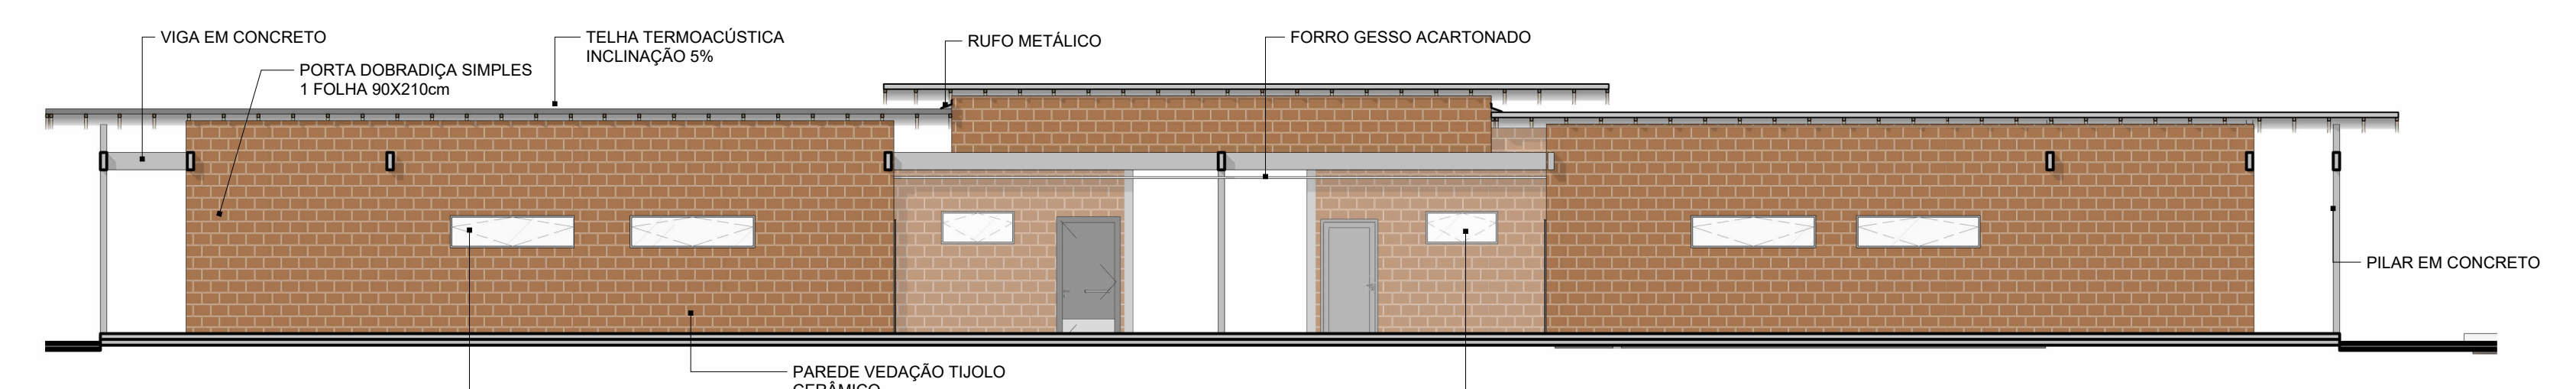 VIGA EM CONCRETO
PORTA DOBRADIÇA SIMPLES
1 FOLHA 90X210cm
TELHA TERMOACÚSTICA
INCLINAÇÃO 5%
RUFO METÁLICO
FORRO GESSO ACARTONADO
PILAR EM CONCRETO
PAREDE VEDAÇÃO TIJOLO
CERÂMICO